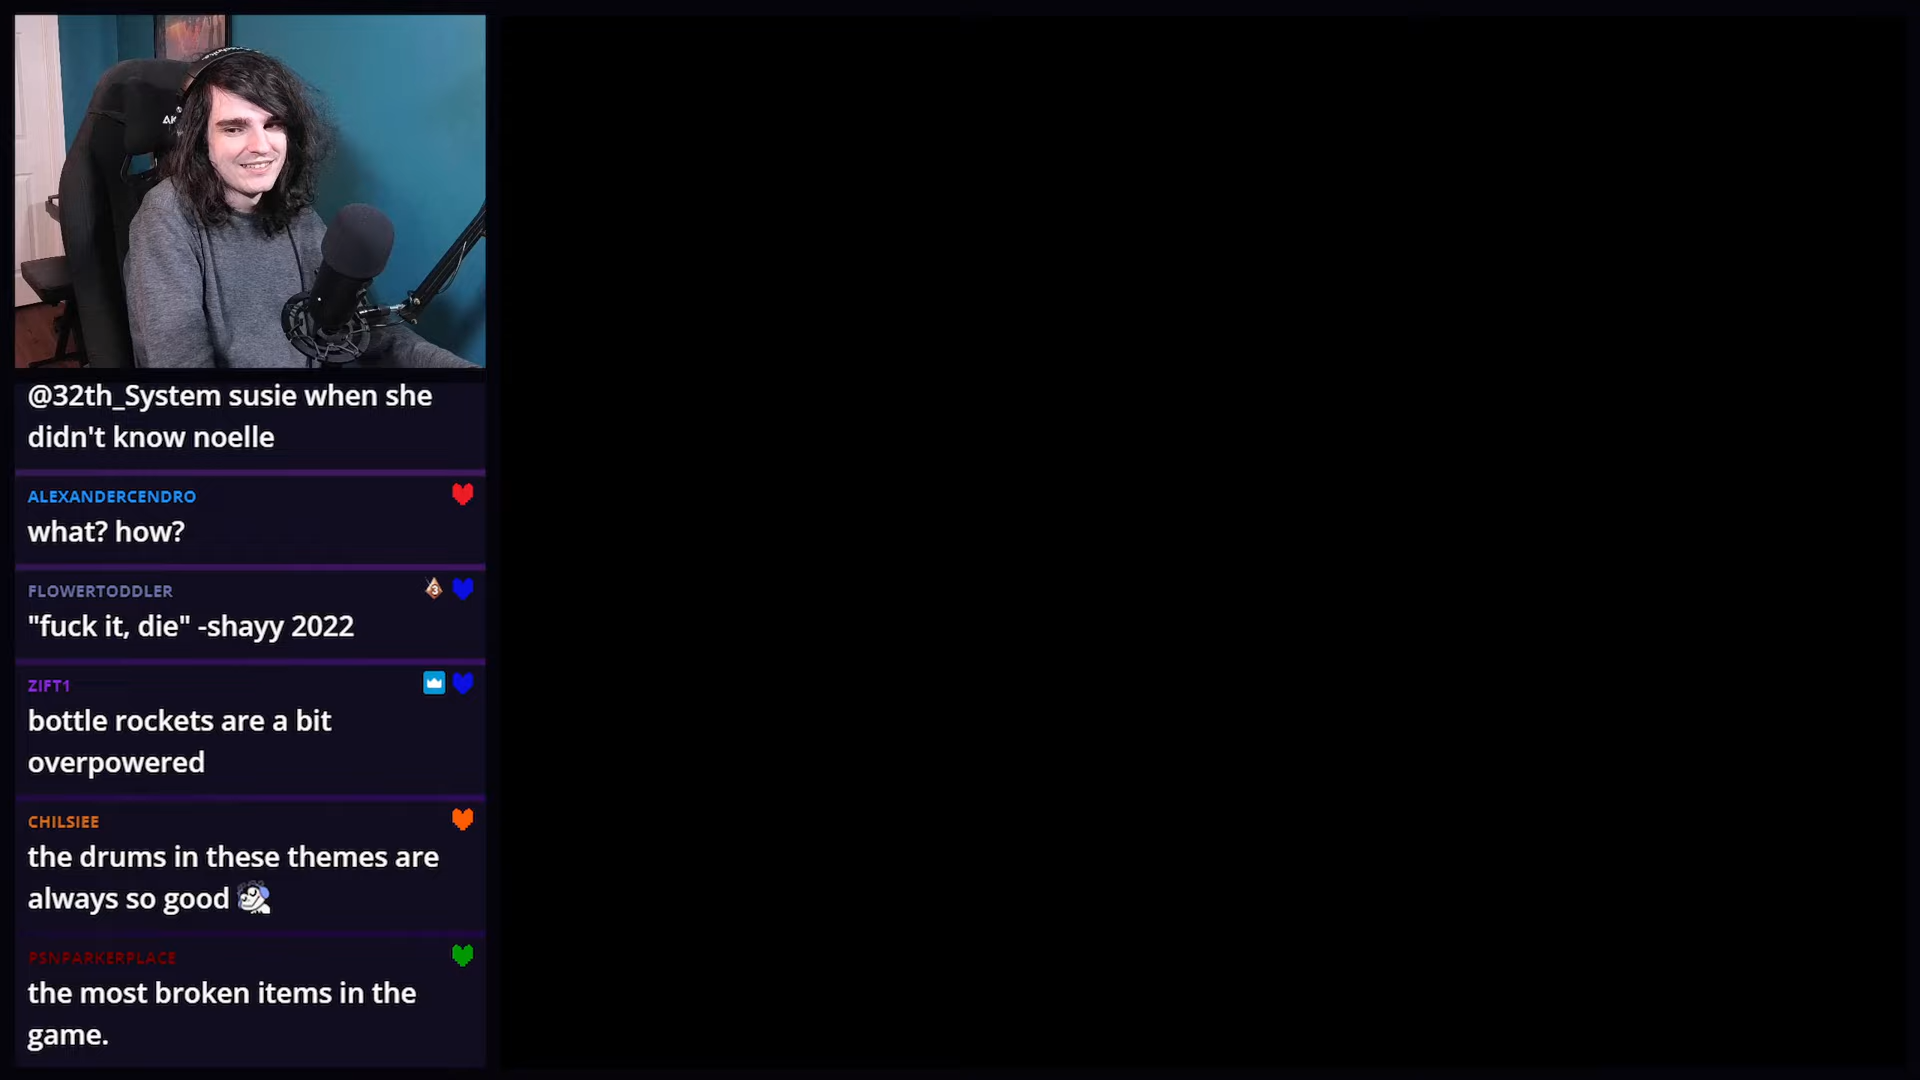 @32th_System susie when she
didn't know noelle
ALEXANDERCENDRO
what? how?
FLOWERTODDLER
"fuck it, die" -shayy 2022
ZIFT1
bottle rockets are a bit
overpowered
CHILSIEE
the drums in these themes are
always so good
PSNPARKERPLACE
the most broken items in the
game.